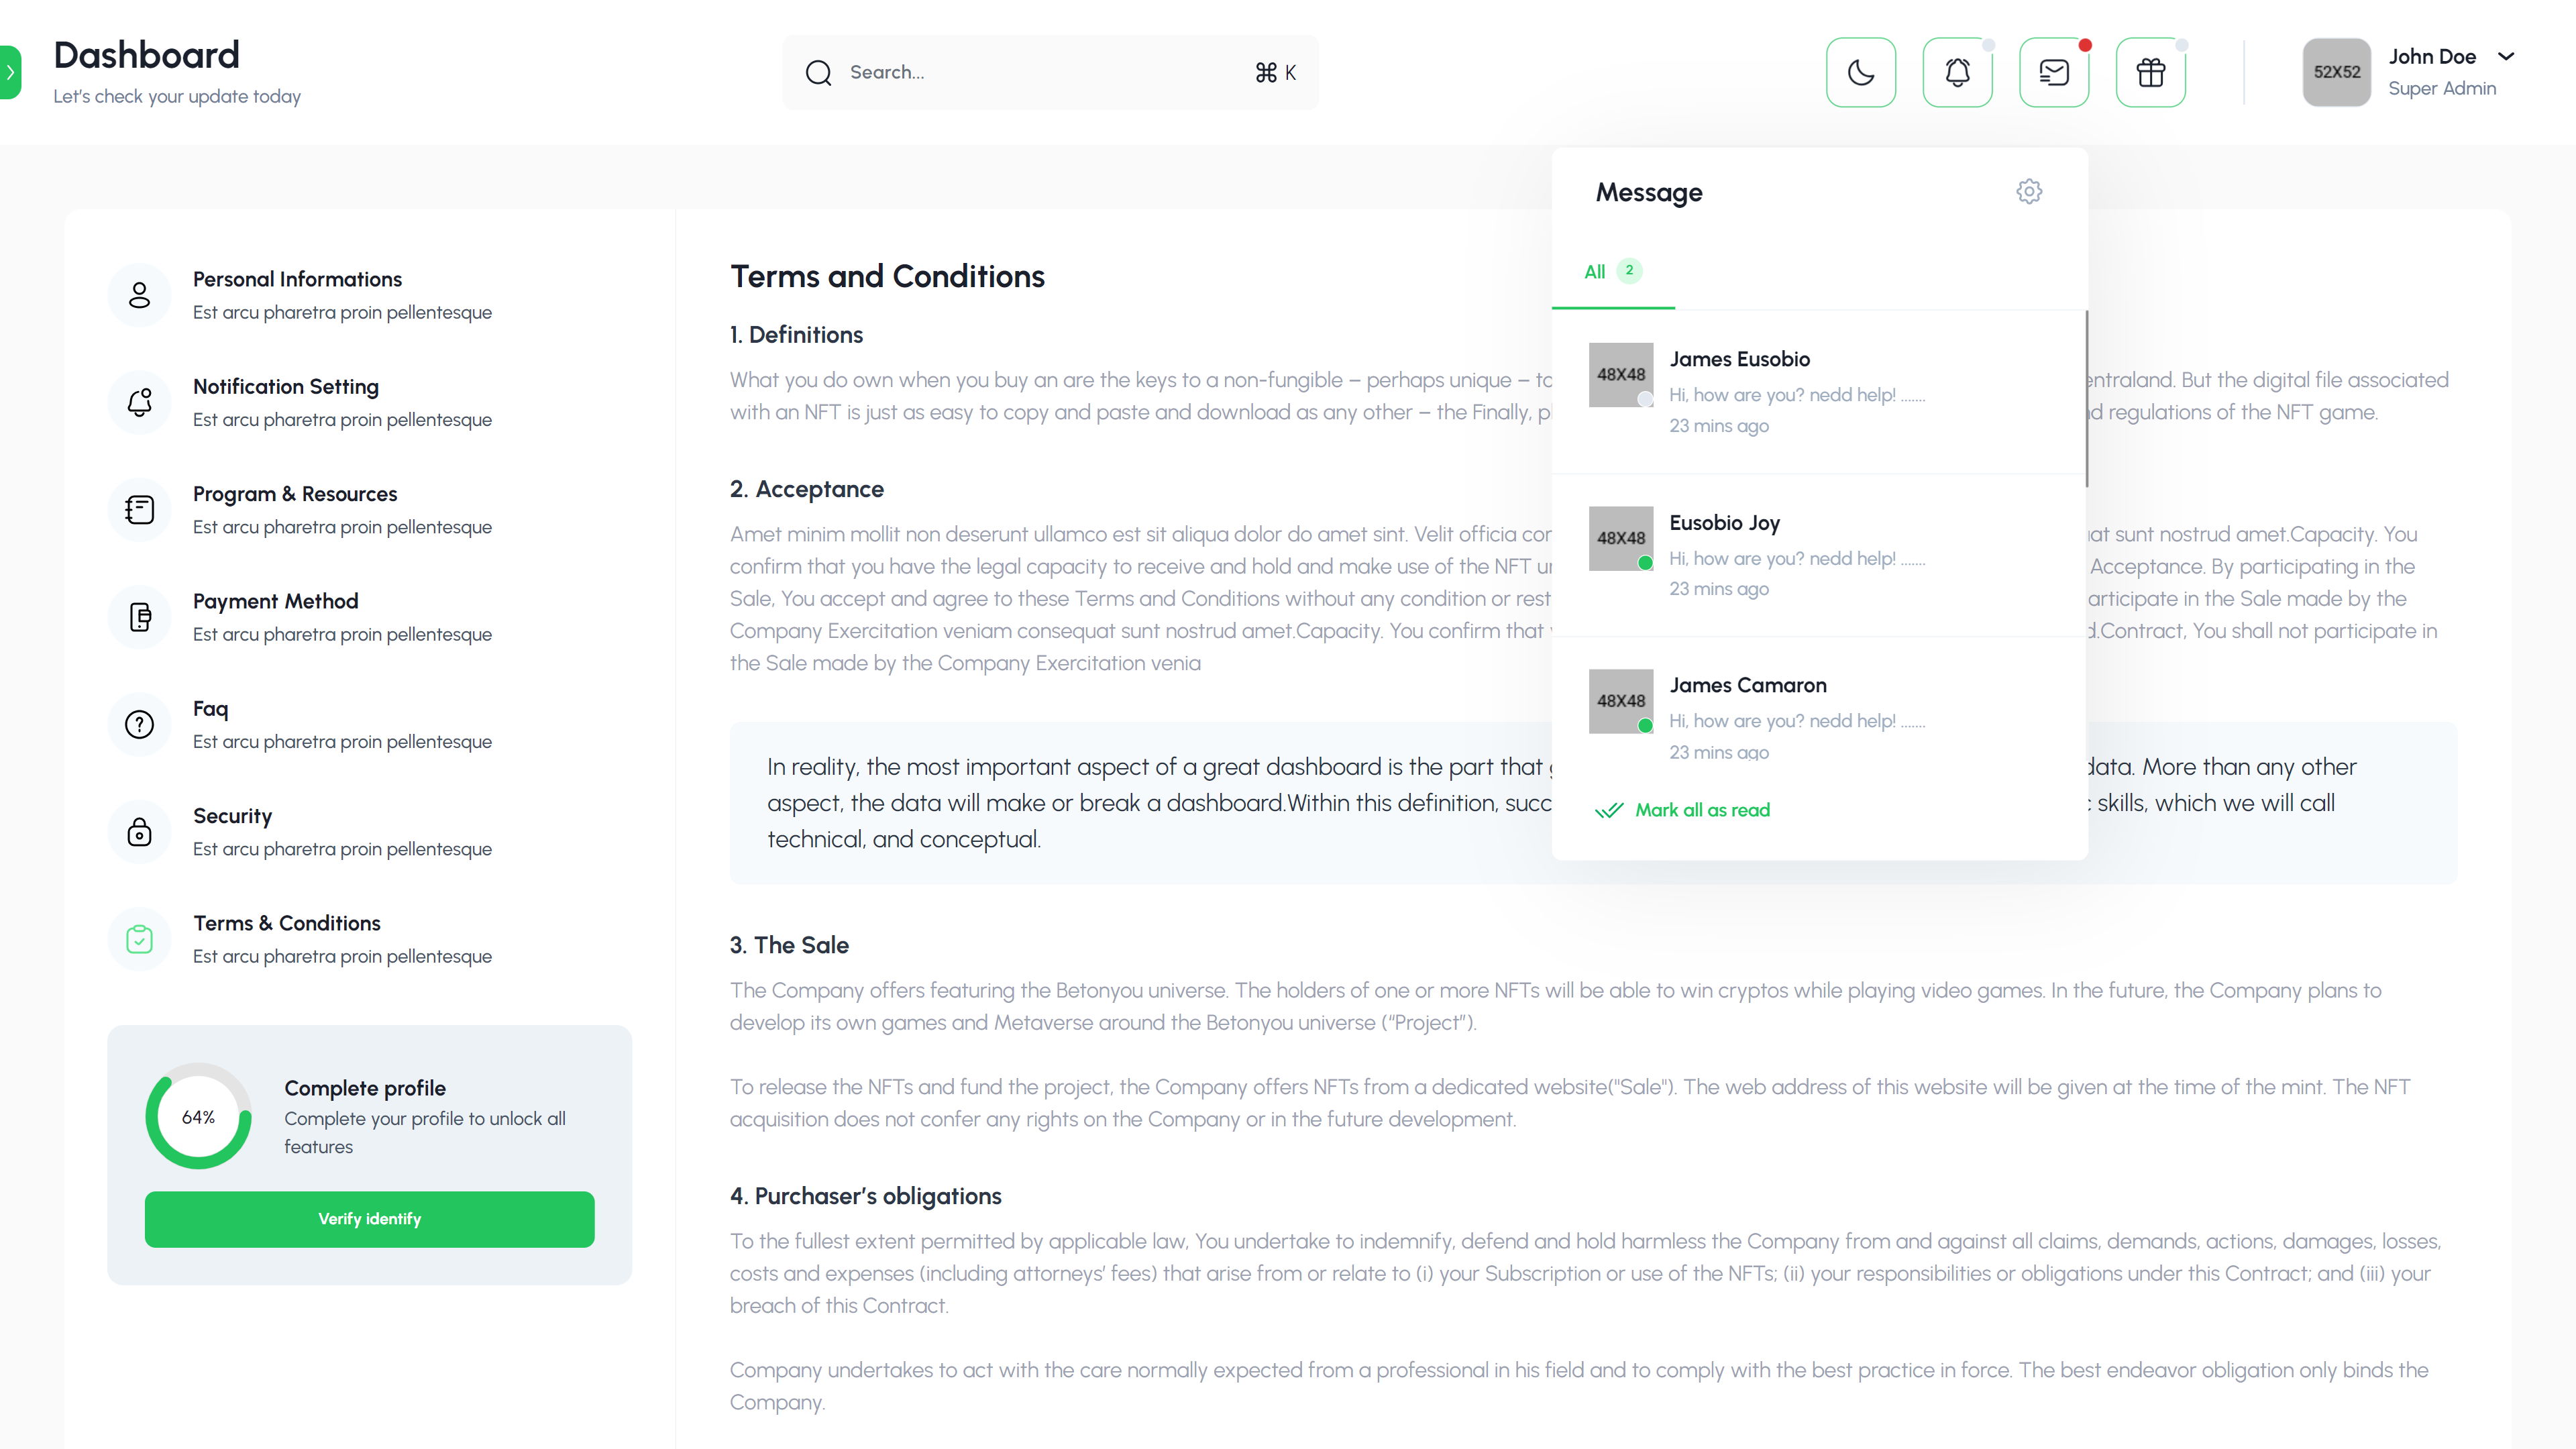 Dashboard
Let's check your update today
Search...
⌘ K
52X52
John Doe
Super Admin
Personal Informations
Est arcu pharetra proin pellentesque
Notification Setting
Est arcu pharetra proin pellentesque
Program & Resources
Est arcu pharetra proin pellentesque
Payment Method
Est arcu pharetra proin pellentesque
Faq
Est arcu pharetra proin pellentesque
Security
Est arcu pharetra proin pellentesque
Terms & Conditions
Est arcu pharetra proin pellentesque
64%
Complete profile
Complete your profile to unlock all
features
Verify identify
Terms and Conditions
1. Definitions
What you do own when you buy an are the keys to a non-fungible – perhaps unique – But the digital file associated
with an NFT is just as easy to copy and paste and download as any other – the Finally, regulations of the NFT game.
2. Acceptance
Amet minim mollit non deserunt ullamco est sit aliqua dolor do amet sint. Velit officia sunt nostrud amet.Capacity. You
confirm that you have the legal capacity to receive and hold and make use of the NFT Acceptance. By participating in the
Sale, You accept and agree to these Terms and Conditions without any condition or in the Sale made by the
Company Exercitation veniam consequat sunt nostrud amet.Capacity. You confirm that You shall not participate in
the Sale made by the Company Exercitation venia
In reality, the most important aspect of a great dashboard is the part that data. More than any other
aspect, the data will make or break a dashboard.Within this definition, skills, which we will call
technical, and conceptual.
3. The Sale
The Company offers featuring the Betonyou universe. The holders of one or more NFTs will be able to win cryptos while playing video games. In the future, the Company plans to
develop its own games and Metaverse around the Betonyou universe (“Project”).
To release the NFTs and fund the project, the Company offers NFTs from a dedicated website("Sale"). The web address of this website will be given at the time of the mint. The NFT
acquisition does not confer any rights on the Company or in the future development.
4. Purchaser’s obligations
To the fullest extent permitted by applicable law, You undertake to indemnify, defend and hold harmless the Company from and against all claims, demands, actions, damages, losses,
costs and expenses (including attorneys’ fees) that arise from or relate to (i) your Subscription or use of the NFTs; (ii) your responsibilities or obligations under this Contract; and (iii) your
breach of this Contract.
Company undertakes to act with the care normally expected from a professional in his field and to comply with the best practice in force. The best endeavor obligation only binds the
Company.
Message
All 2
48X48
James Eusobio
Hi, how are you? nedd help! .......
23 mins ago
48X48
Eusobio Joy
Hi, how are you? nedd help! .......
23 mins ago
48X48
James Camaron
Hi, how are you? nedd help! .......
23 mins ago
Mark all as read